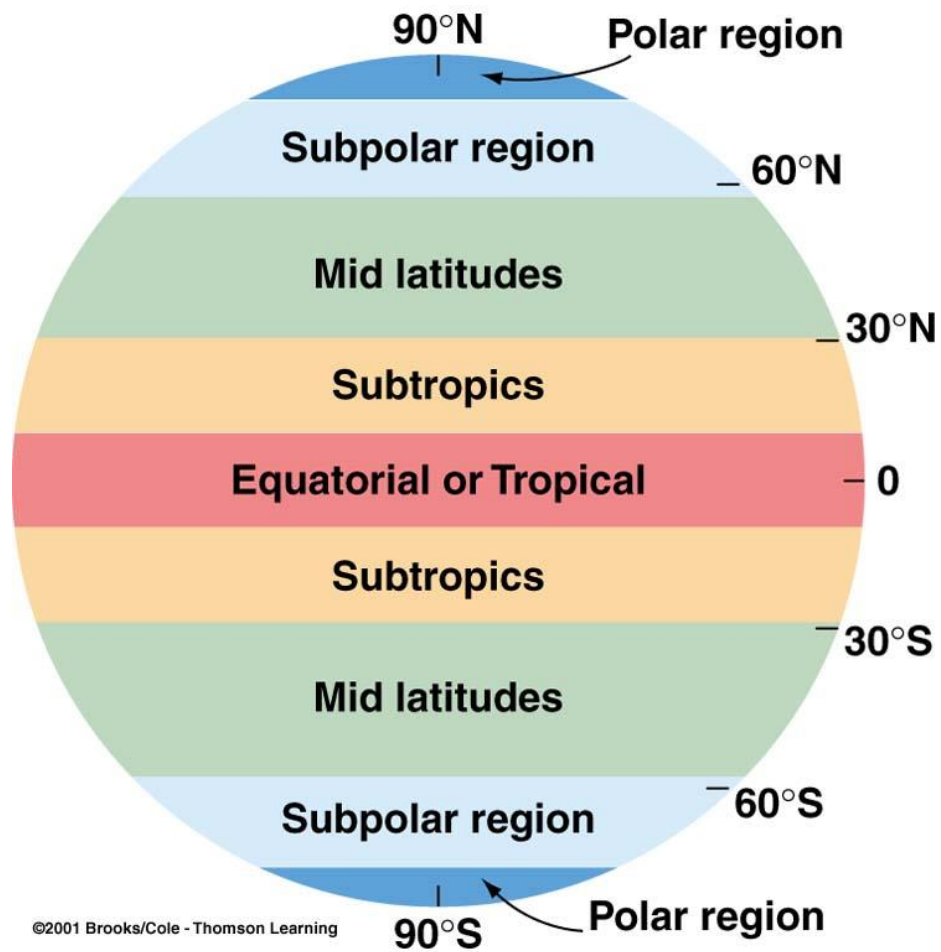 90°N
Polar region
Subpolar region
60°N
Mid latitudes
30°N
Subtropics
Equatorial or Tropical
0
Subtropics
30°S
Mid latitudes
60°S
Subpolar region
Polar region
©2001 Brooks/Cole - Thomson Learning
90°S